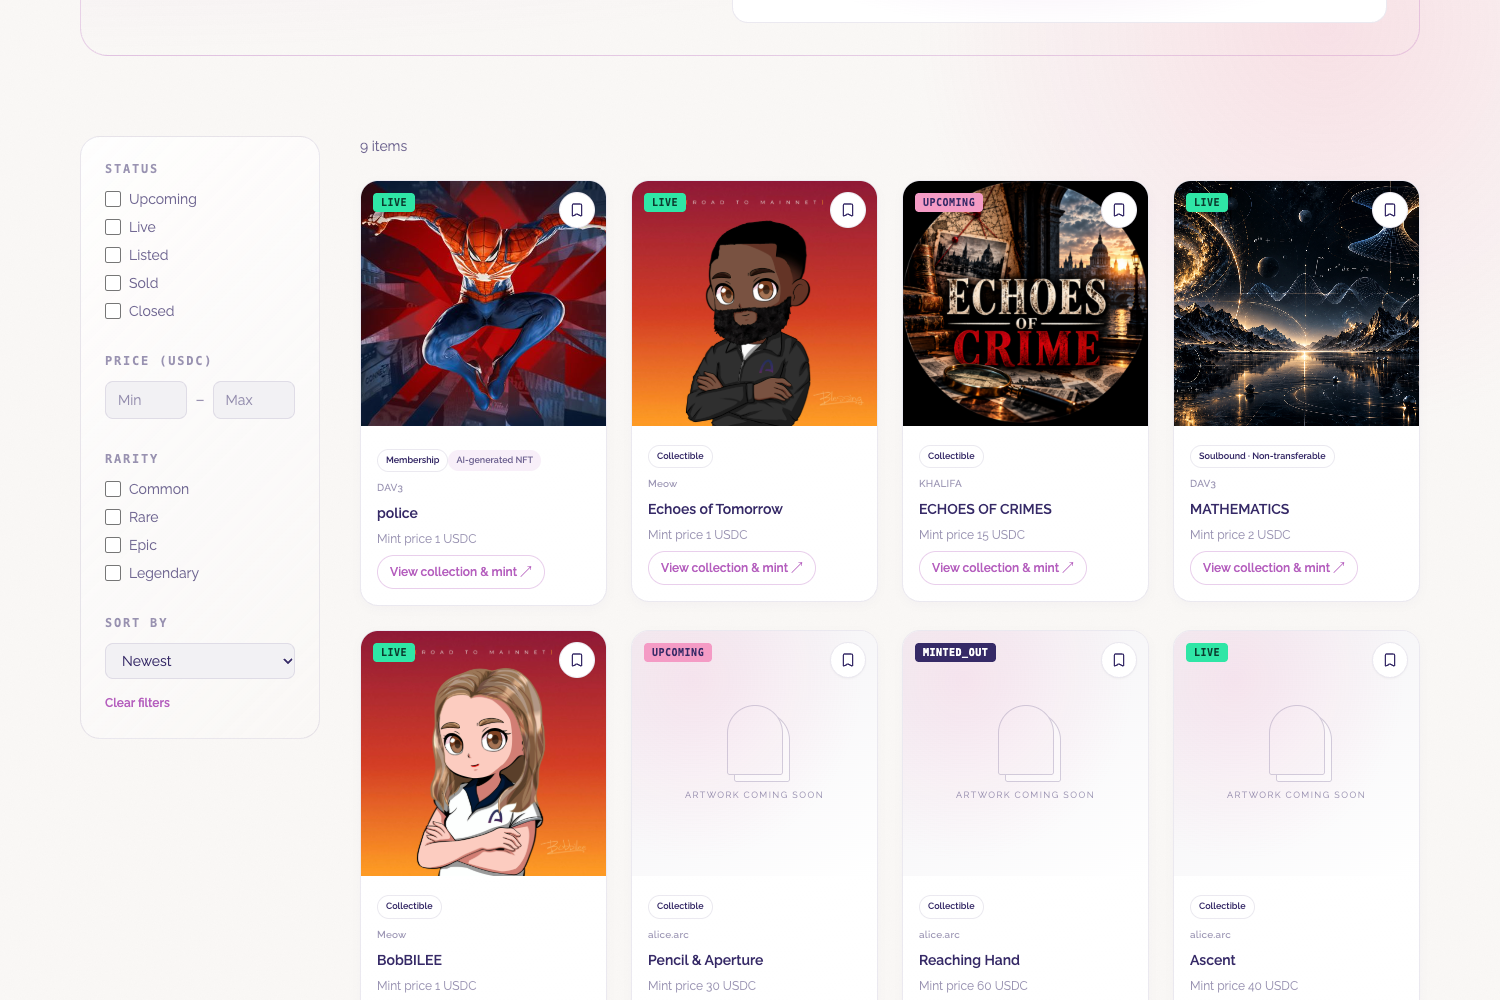 STATUS
Upcoming
Live
Listed
Sold
Closed
PRICE (USDC)
Min – Max
RARITY
Common
Rare
Epic
Legendary
SORT BY
Newest
Clear filters
9 items
LIVE
Membership AI-generated NFT
DAV3
police
Mint price 1 USDC
View collection & mint ↗
LIVE
ROAD TO MAINNET
Collectible
Meow
Echoes of Tomorrow
Mint price 1 USDC
View collection & mint ↗
UPCOMING
ECHOES
OF
CRIME
Collectible
KHALIFA
ECHOES OF CRIMES
Mint price 15 USDC
View collection & mint ↗
LIVE
Soulbound · Non-transferable
DAV3
MATHEMATICS
Mint price 2 USDC
View collection & mint ↗
LIVE
ROAD TO MAINNET
Collectible
Meow
BobBILEE
Mint price 1 USDC
UPCOMING
ARTWORK COMING SOON
Collectible
alice.arc
Pencil & Aperture
Mint price 30 USDC
MINTED_OUT
ARTWORK COMING SOON
Collectible
alice.arc
Reaching Hand
Mint price 60 USDC
LIVE
ARTWORK COMING SOON
Collectible
alice.arc
Ascent
Mint price 40 USDC